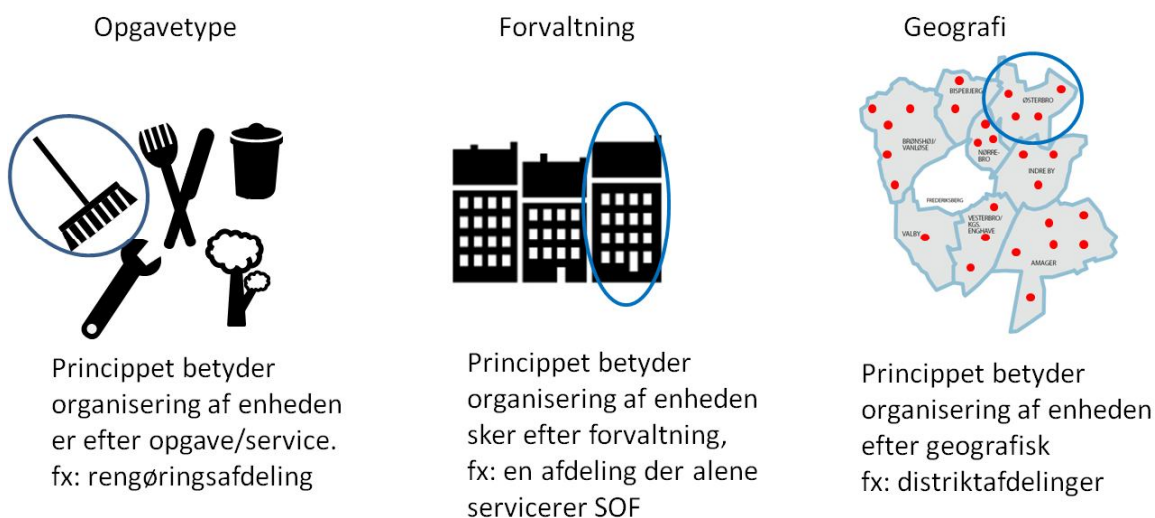 Opgavetype
Princippet betyder
organisering af enheden
er efter opgave/service.
fx: rengøringsafdeling
Forvaltning
Princippet betyder
organisering af enheden
sker efter forvaltning,
fx: en afdeling der alene
servicerer SOF
Geografi
BISPEBJERG
ØSTERBRO
BRØNSHØJ/
VANLØSE
NØRRE-
BRO
INDRE BY
FREDERIKSBERG
VESTERBRO/
KGS.
ENGHAVE
VALBY
AMAGER
Princippet betyder
organisering af enheden
efter geografisk
fx: distriktafdelinger